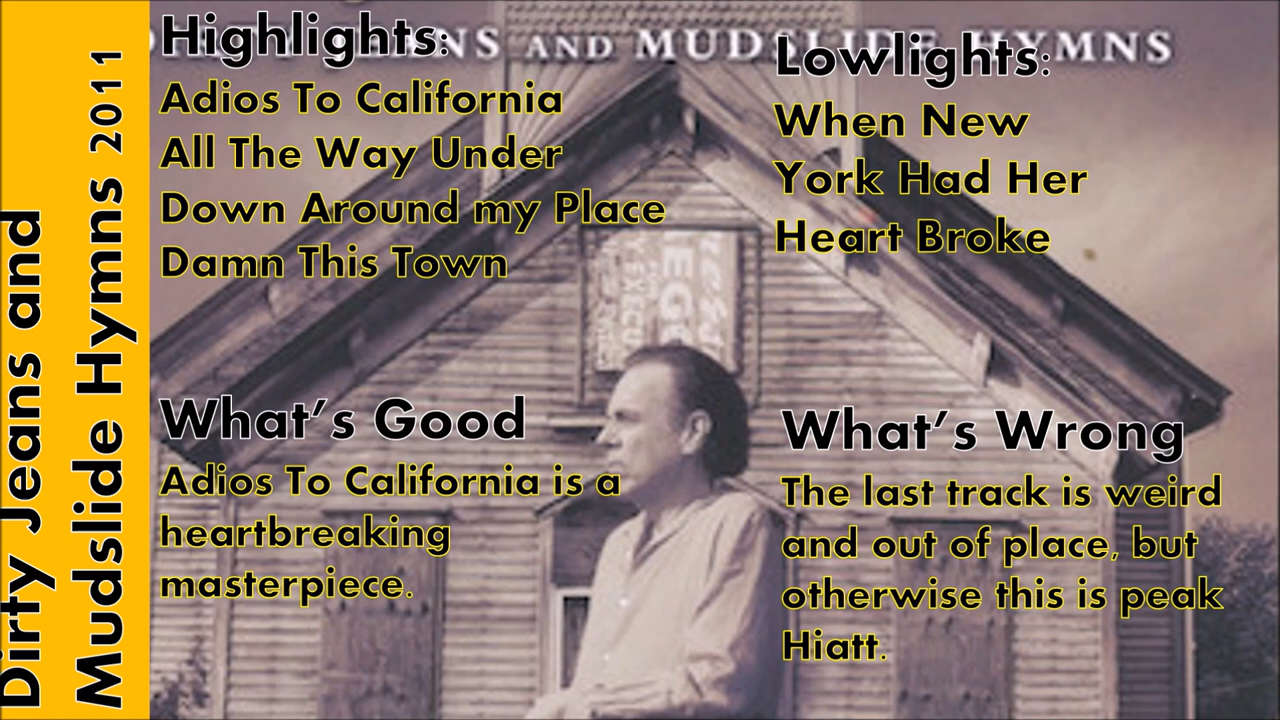 Dirty Jeans and
Mudslide Hymns 2011
Highlights:
Adios To California
All The Way Under
Down Around my Place
Damn This Town
Lowlights:
When New
York Had Her
Heart Broke
What's Good
Adios To California is a
heartbreaking
masterpiece.
What's Wrong
The last track is weird
and out of place, but
otherwise this is peak
Hiatt.
AND MUDSLIDE HYMNS